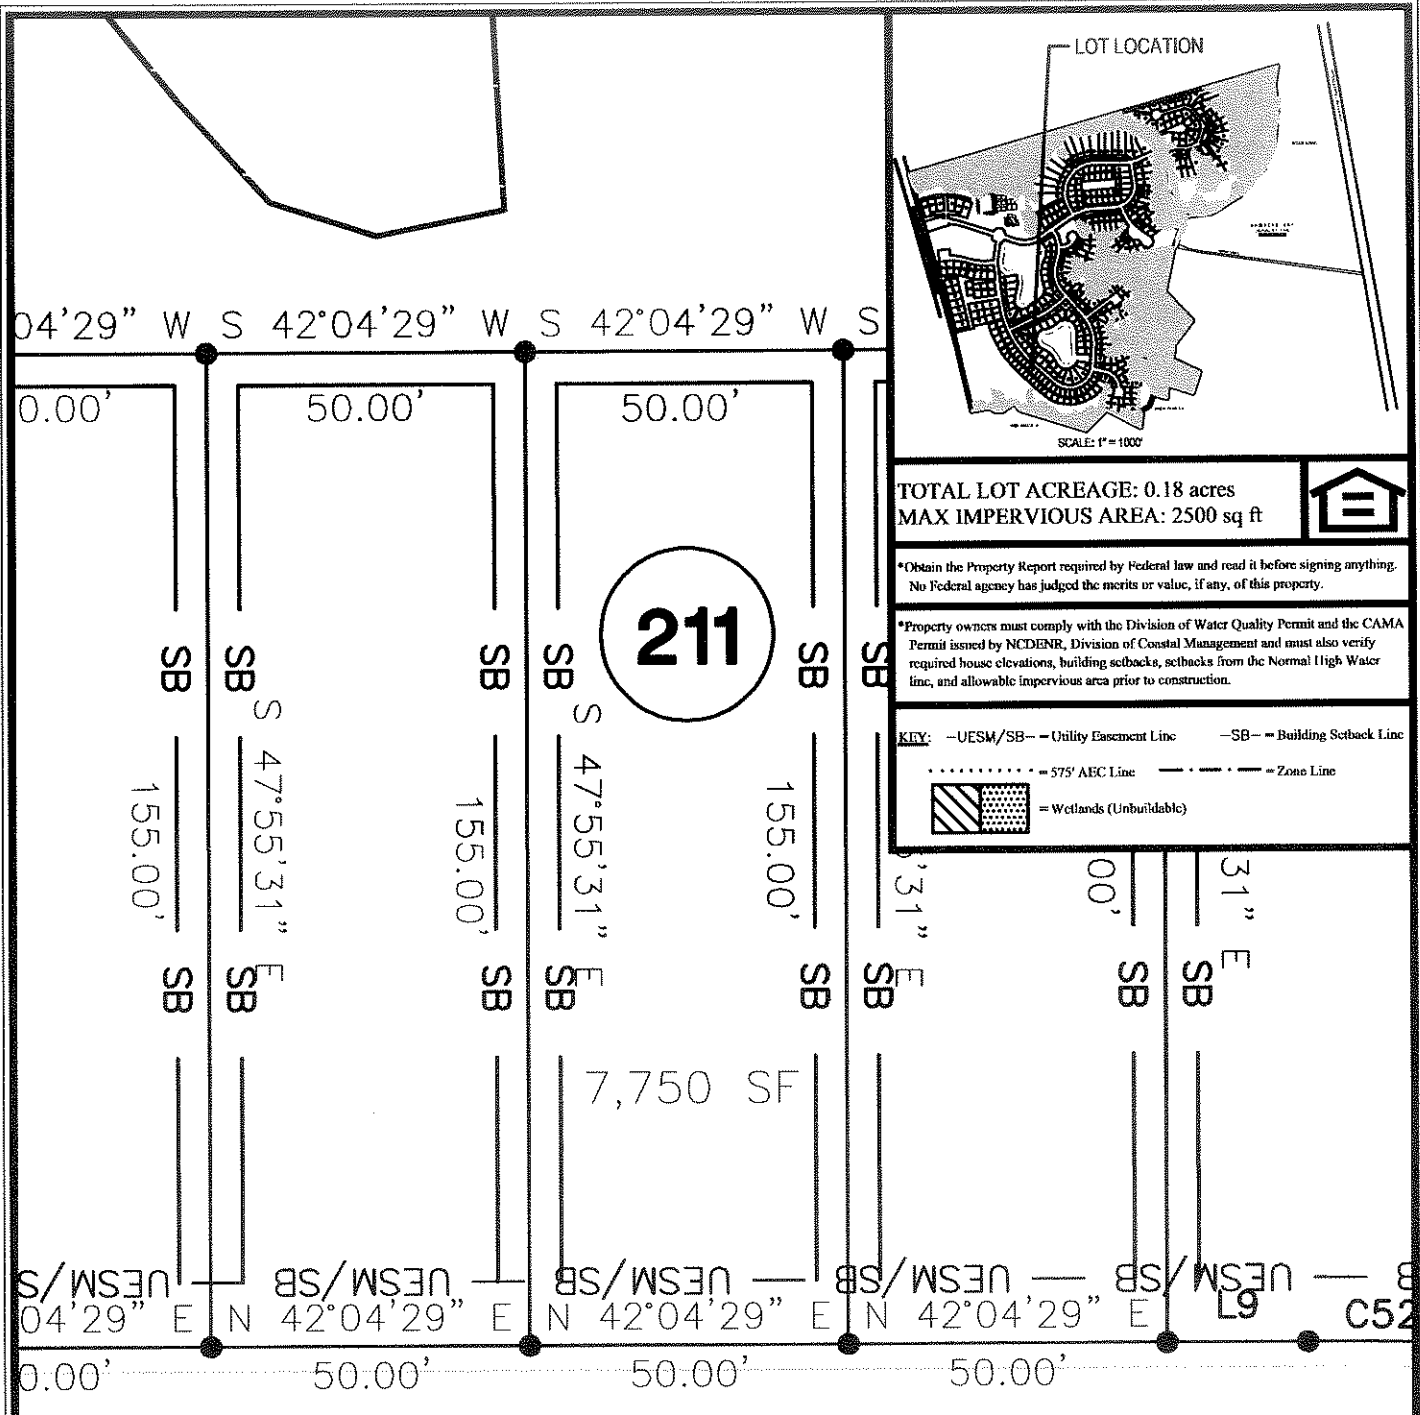 LOT LOCATION
SCALE: 1" = 1000'
TOTAL LOT ACREAGE: 0.18 acres
MAX IMPERVIOUS AREA: 2500 sq ft
*Obtain the Property Report required by Federal law and read it before signing anything.
No Federal agency has judged the merits or value, if any, of this property.
*Property owners must comply with the Division of Water Quality Permit and the CAMA
Permit issued by NCDENR, Division of Coastal Management and must also verify
required house elevations, building setbacks, setbacks from the Normal High Water
line, and allowable impervious area prior to construction.
KEY: -UESM/SB- = Utility Easement Line -SB- = Building Setback Line
= 575' AEC Line = Zone Line
= Wetlands (Unbuildable)
04'29" W S 42°04'29" W S 42°04'29" W S
0.00' 50.00' 50.00'
211
SB SB SB SB SB SB
S 47°55'31" E
S 47°55'31" E
'31" E
31" E
155.00'
155.00'
155.00'
00'
SB SB SB SB SB SB SB SB
7,750 SF
UESM/S UESM/SB UESM/SB UESM/SB UESM/SB B
04'29" E N 42°04'29" E N 42°04'29" E N 42°04'29" E L9 C52
0.00' 50.00' 50.00' 50.00'